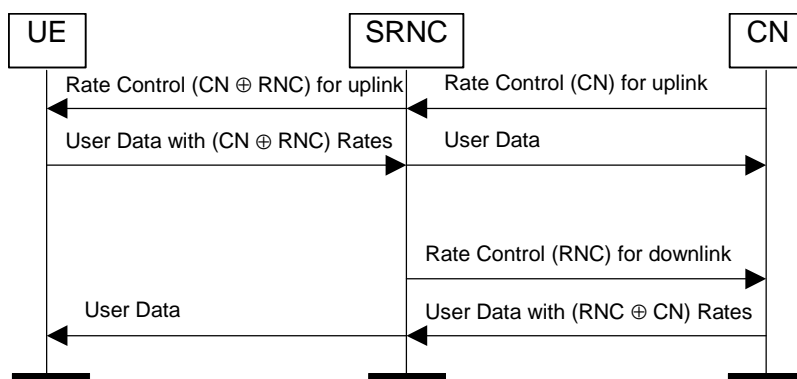 UE
SRNC
CN
Rate Control (CN ⊕ RNC) for uplink
Rate Control (CN) for uplink
User Data with (CN ⊕ RNC) Rates
User Data
Rate Control (RNC) for downlink
User Data
User Data with (RNC ⊕ CN) Rates